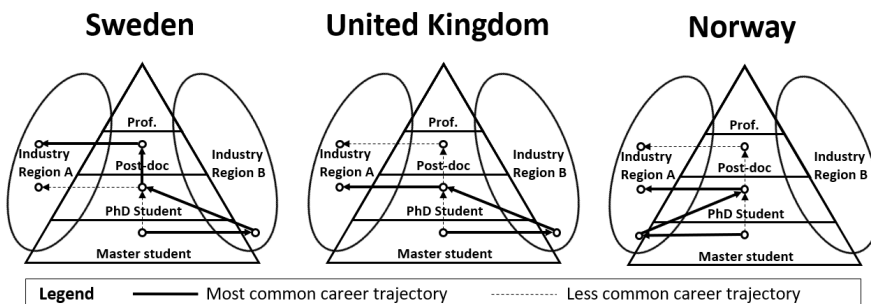 Sweden
United Kingdom
Norway
Prof.
Industry
Region A
Post-doc
Industry
Region B
PhD Student
Master student
Prof.
Industry
Region A
Post-doc
Industry
Region B
PhD Student
Master student
Prof.
Industry
Region A
Post-doc
Industry
Region B
PhD Student
Master student
Legend
Most common career trajectory
Less common career trajectory